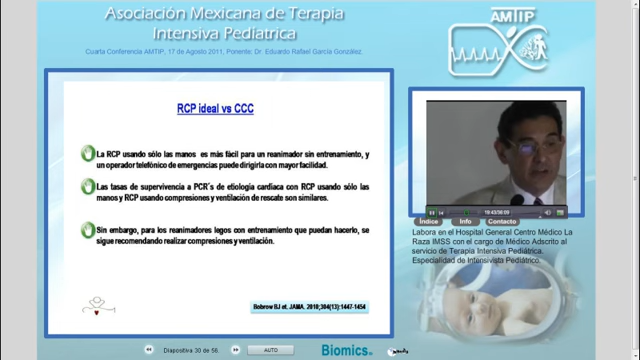 Asociación Mexicana de Terapia
Intensiva Pediatrica
Cuarta Conferencia AMTIP, 17 de Agosto 2011, Ponente: Dr. Eduardo Rafael García González.
AMTIP
RCP ideal vs CCC
La RCP usando sólo las manos es más fácil para un reanimador sin entrenamiento, y
un operador telefónico de emergencias puede dirigirla con mayor facilidad.
Las tasas de supervivencia a PCR´s de etiología cardiaca con RCP usando sólo las
manos y RCP usando compresiones y ventilación de rescate son similares.
Sin embargo, para los reanimadores legos con entrenamiento que puedan hacerlo, se
sigue recomendando realizar compresiones y ventilación.
Bobrow BJ et. JAMA. 2010;304(13):1447-1454
19:43/56:09
Índice Info Contacto
Labora en el Hospital General Centro Médico La
Raza IMSS con el cargo de Médico Adscrito al
servicio de Terapia Intensiva Pediátrica.
Especialidad de Intensivista Pediátrico.
Diapositiva 30 de 56.
AUTO
Biomics